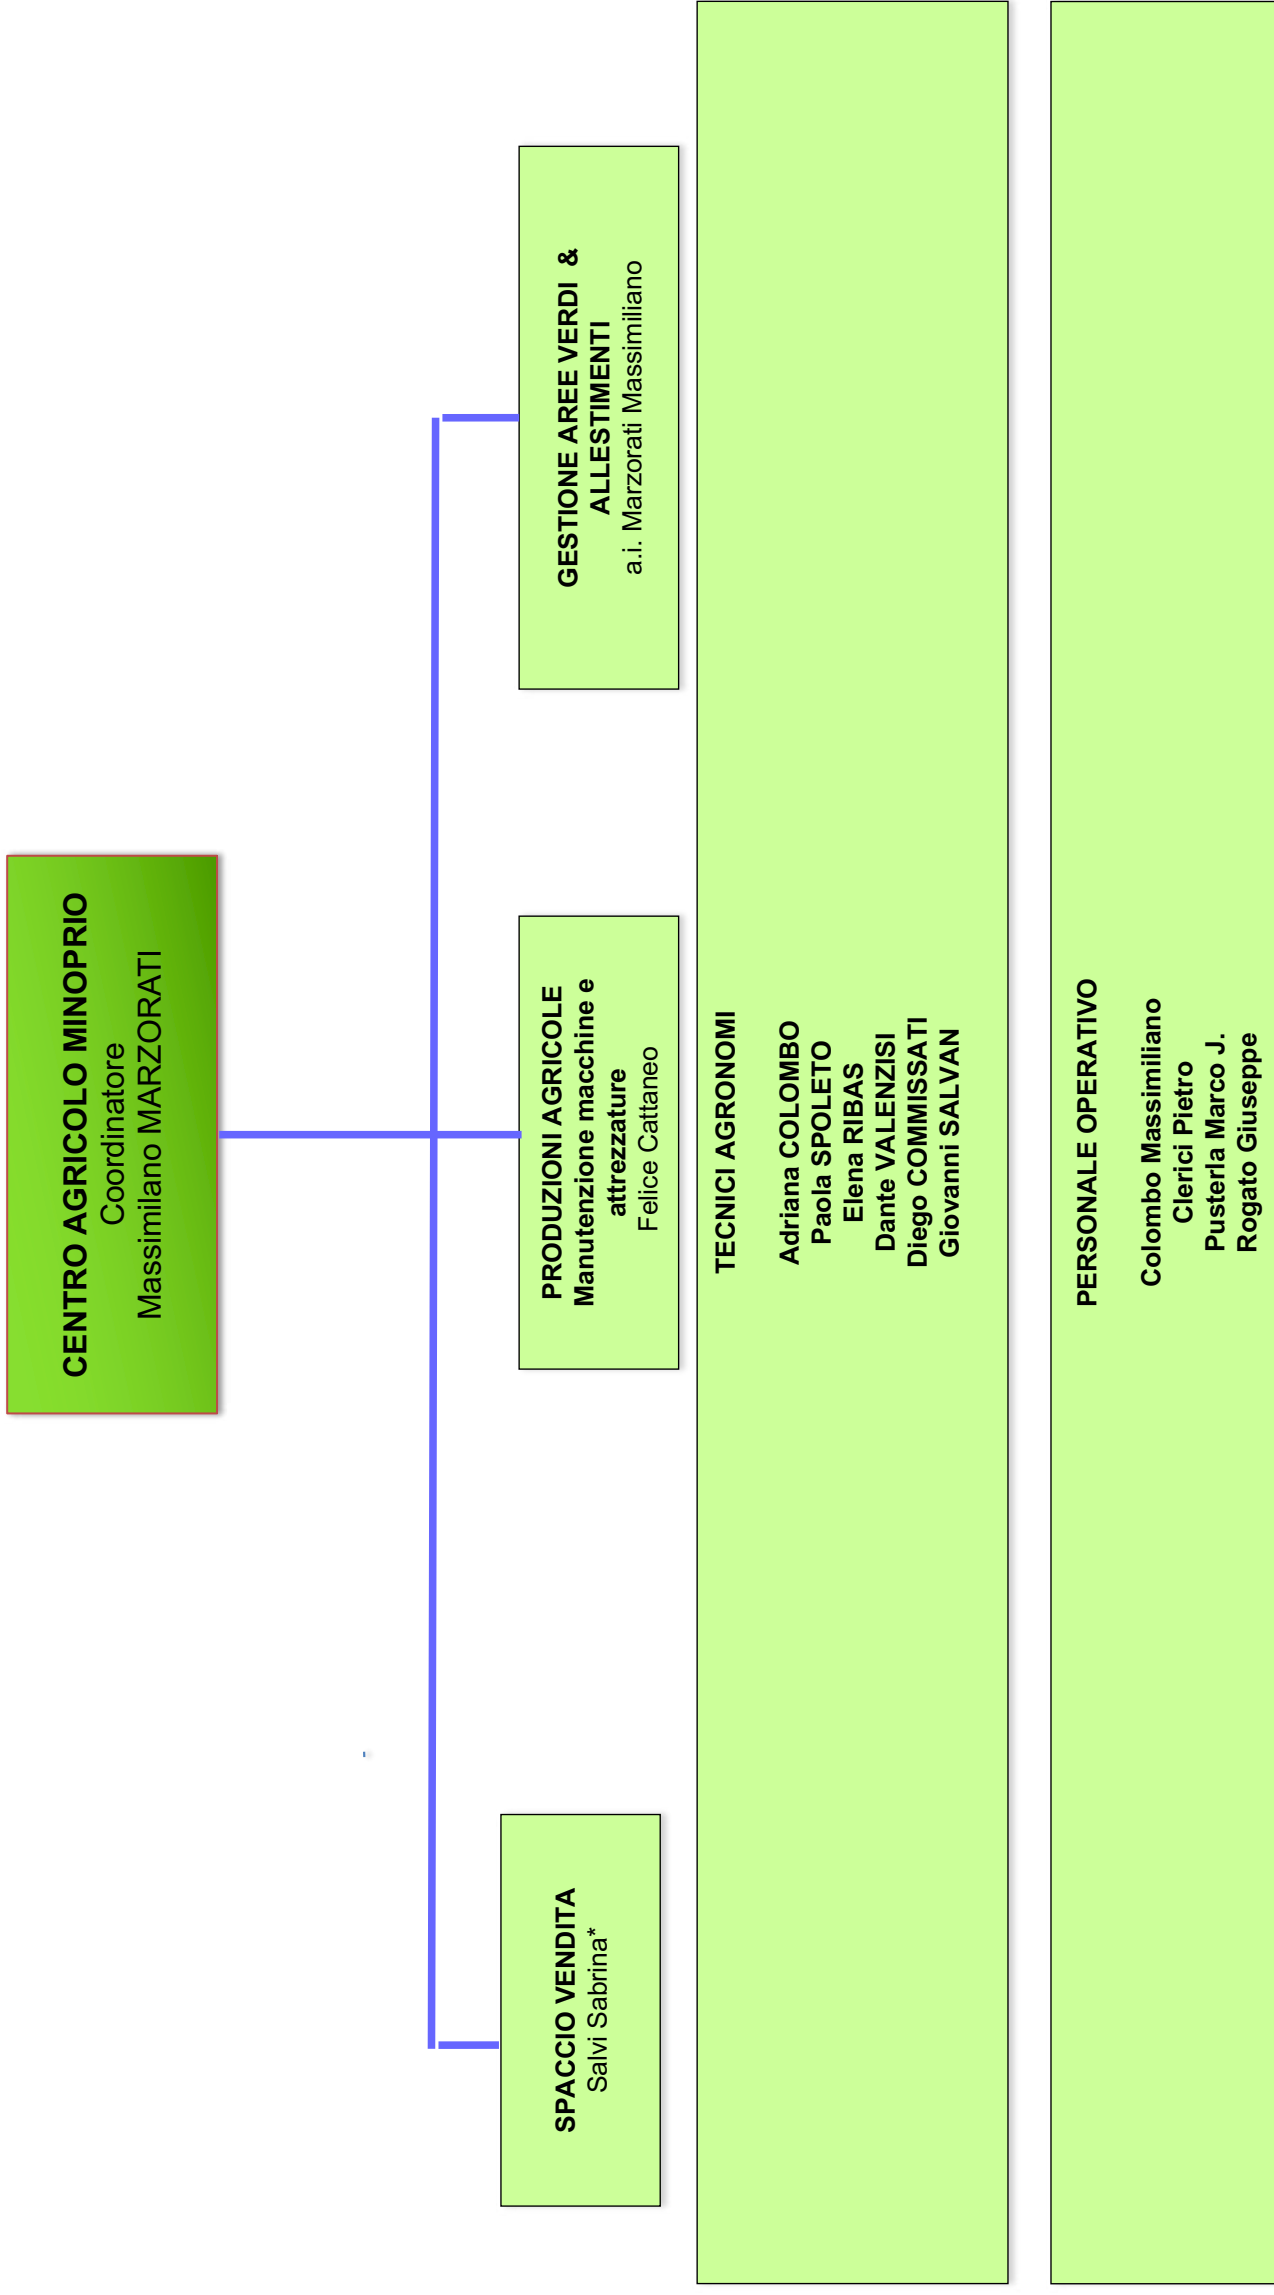 CENTRO AGRICOLO MINOPRIO
Coordinatore
Massimilano MARZORATI
SPACCIO VENDITA
Salvi Sabrina*
PRODUZIONI AGRICOLE
Manutenzione macchine e
attrezzature
Felice Cattaneo
GESTIONE AREE VERDI &
ALLESTIMENTI
a.i. Marzorati Massimiliano
TECNICI AGRONOMI
Adriana COLOMBO
Paola SPOLETO
Elena RIBAS
Dante VALENZISI
Diego COMMISSATI
Giovanni SALVAN
PERSONALE OPERATIVO
Colombo Massimiliano
Clerici Pietro
Pusterla Marco J.
Rogato Giuseppe